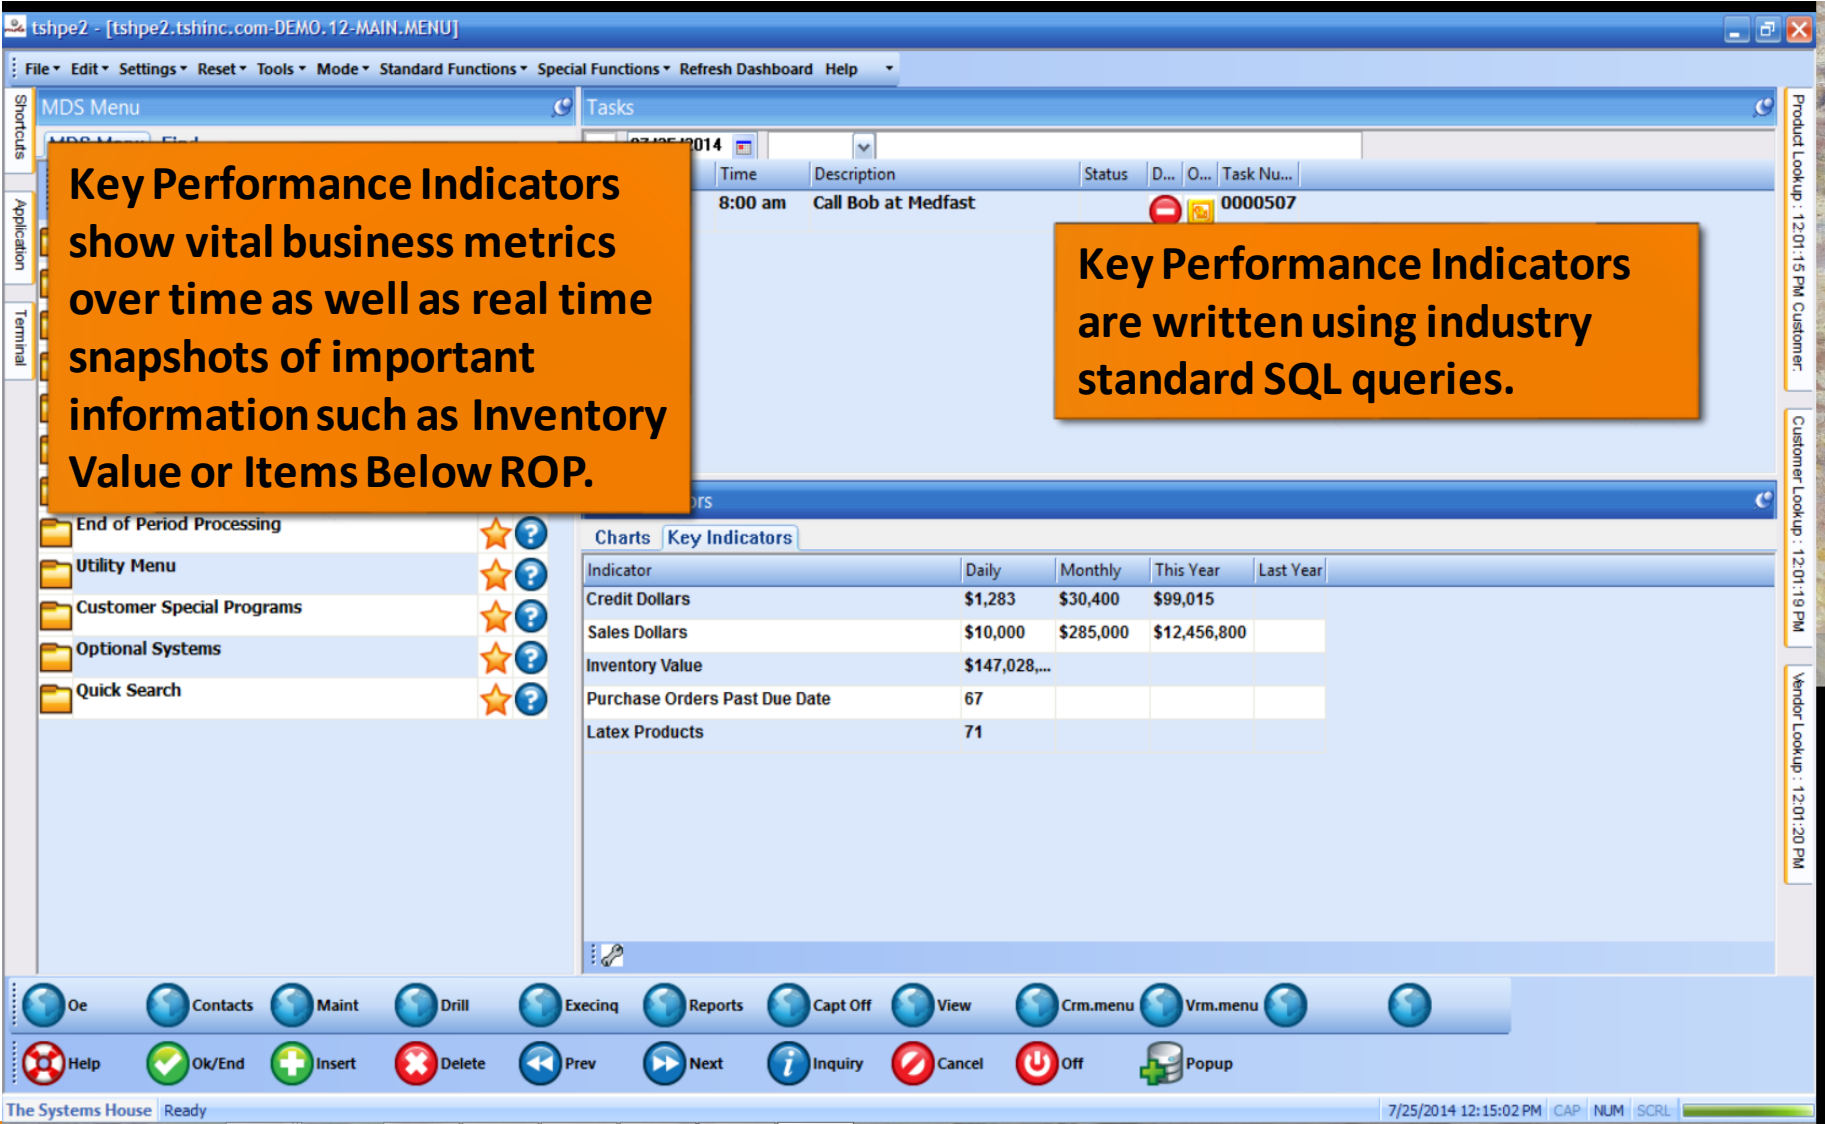 tshpe2 - [tshpe2.tshinc.com-DEMO.12-MAIN.MENU]
File Edit Settings Reset Tools Mode Standard Functions Special Functions Refresh Dashboard Help
Shortcuts
Application
Terminal
MDS Menu
MDS Menu Find
Key Performance Indicators
show vital business metrics
over time as well as real time
snapshots of important
information such as Inventory
Value or Items Below ROP.
End of Period Processing
Utility Menu
Customer Special Programs
Optional Systems
Quick Search
Tasks
07/25/2014
Time Description Status D... O... Task Nu...
8:00 am Call Bob at Medfast 0000507
Key Performance Indicators
are written using industry
standard SQL queries.
Charts Key Indicators
Indicator Daily Monthly This Year Last Year
Credit Dollars $1,283 $30,400 $99,015
Sales Dollars $10,000 $285,000 $12,456,800
Inventory Value $147,028,...
Purchase Orders Past Due Date 67
Latex Products 71
Product Lookup : 12:01:15 PM Customer:
Customer Lookup : 12:01:19 PM
Vendor Lookup : 12:01:20 PM
Oe Contacts Maint Drill Execinq Reports Capt Off View Crm.menu Vrm.menu
Help Ok/End Insert Delete Prev Next Inquiry Cancel Off Popup
The Systems House Ready 7/25/2014 12:15:02 PM CAP NUM SCRL